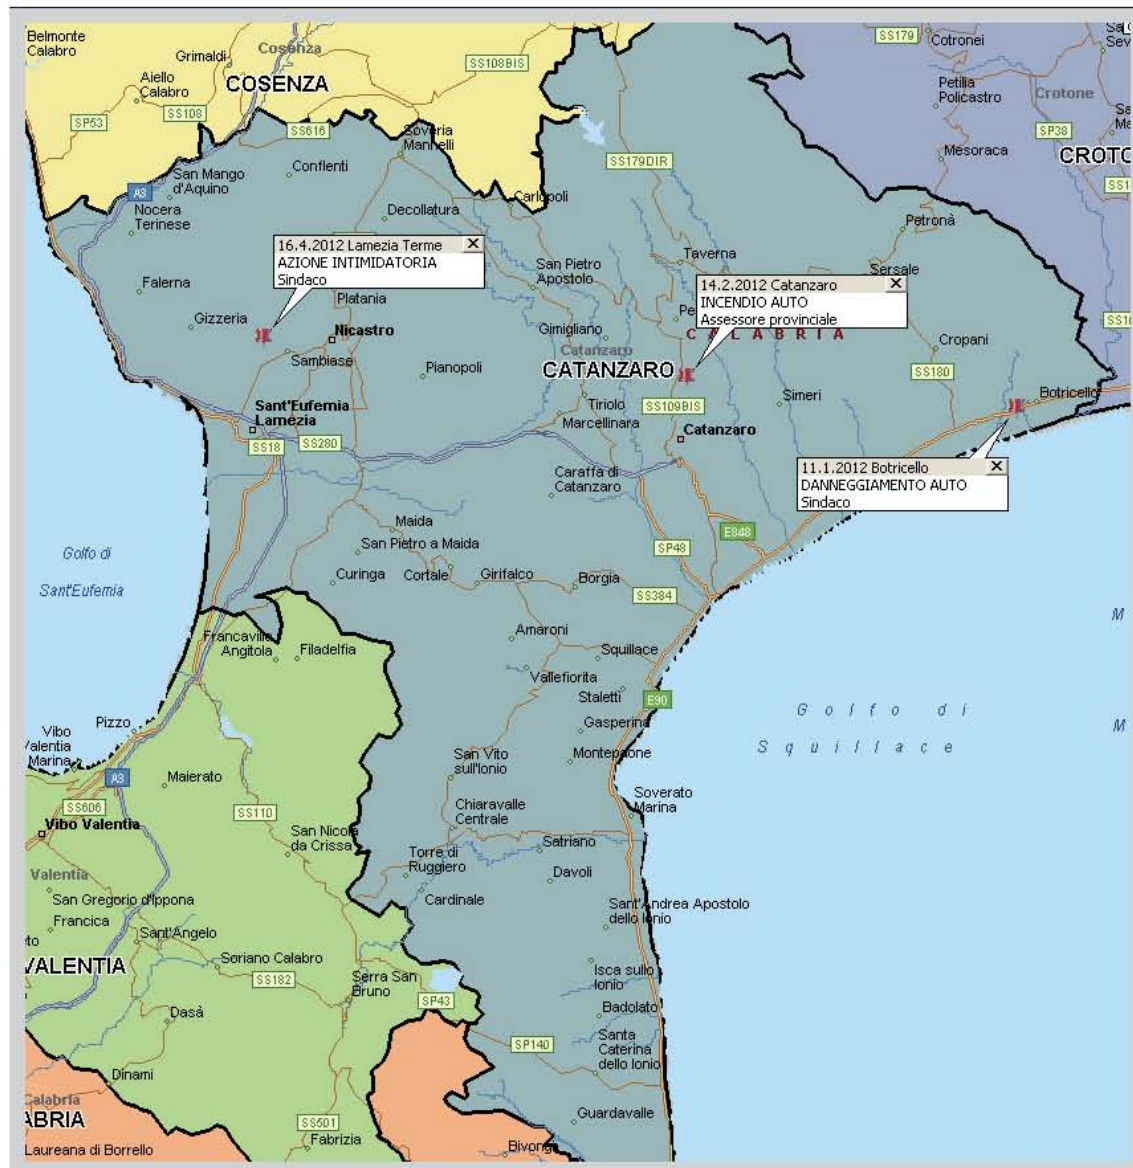 Belmonte
Calabro
Grimaldi
Cosenza
COSENZA
Aiello
Calabro
SP53
SS108
SS108BIS
SS616
SS179
Cotronei
Petilia
Policastro
Crotone
SP38
Mesoraca
CROTC
Soveria
Mannelli
Conflenti
San Mango
d'Aquino
A3
Nocera
Terinese
Decollatura
Carlopoli
SS179DIR
Petronà
Taverna
Sersale
San Pietro
Apostolo
16.4.2012 Lamezia Terme
AZIONE INTIMIDATORIA
Sindaco
14.2.2012 Catanzaro
INCENDIO AUTO
Assessore provinciale
Falerna
Platania
Gizzeria
Nicastro
Gimigliano
CALABRIA
Cropani
Sambiase
Pianopoli
Catanzaro
CATANZARO
SS180
Botricello
Simeri
Tiriolo
SS109BIS
Marcellinara
Catanzaro
Sant'Eufemia
Lamezia
SS18
SS280
11.1.2012 Botricello
DANNEGGIAMENTO AUTO
Sindaco
Caraffa di
Catanzaro
Maida
San Pietro a Maida
E848
SP48
Golfo di
Sant'Eufemia
Curinga
Cortale
Girifalco
Borgia
SS384
M
Amaroni
Francavilla
Angitola
Filadelfia
Squillace
Vallefiorita
Staletti
E90
Gasperina
Golfo di
Squillace
M
Pizzo
Vibo
Valentia
Marina
San Vito
sull'Ionio
Montepaone
A3
Maierato
SS606
Vibo Valentia
SS110
Chiaravalle
Centrale
Soverato
Marina
San Nicola
da Crissa
Satriano
Torre di
Ruggiero
Davoli
Cardinale
Valentia
San Gregorio d'Ippona
Francica
Sant'Andrea Apostolo
dello Ionio
Sant'Angelo
VALENTIA
Soriano Calabro
SS182
Serra San
Bruno
SP43
Isca sullo
Ionio
Badolato
Dasà
SP140
Santa
Caterina
dello Ionio
Dinami
Calabria
ABRIA
Guardavalle
SS501
Fabrizia
Laureana di Borrello